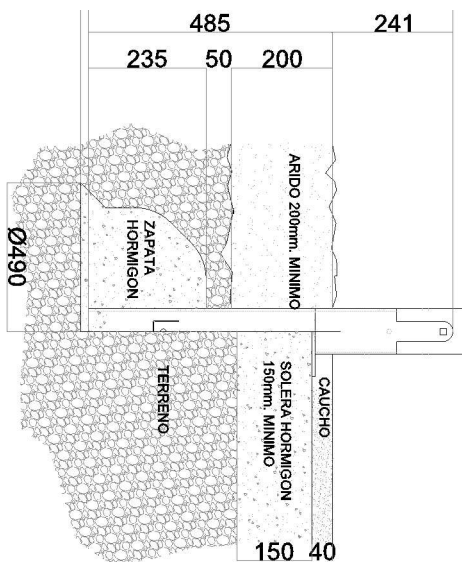 485
241
235
50
200
ARIDO 200mm. MINIMO
ZAPATA
HORMIGON
Ø490
TERRENO
SOLERA HORMIGON
150mm. MINIMO
CAUCHO
150
40